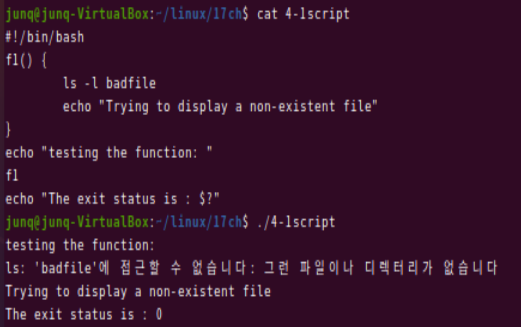 junq@junq-VirtualBox:~/linux/17ch$ cat 4-1script
#!/bin/bash
f1() {
        ls -l badfile
        echo "Trying to display a non-existent file"
}
echo "testing the function: "
f1
echo "The exit status is : $?"
junq@junq-VirtualBox:~/linux/17ch$ ./4-1script
testing the function:
ls: 'badfile'에 접근할 수 없습니다: 그런 파일이나 디렉터리가 없습니다
Trying to display a non-existent file
The exit status is : 0